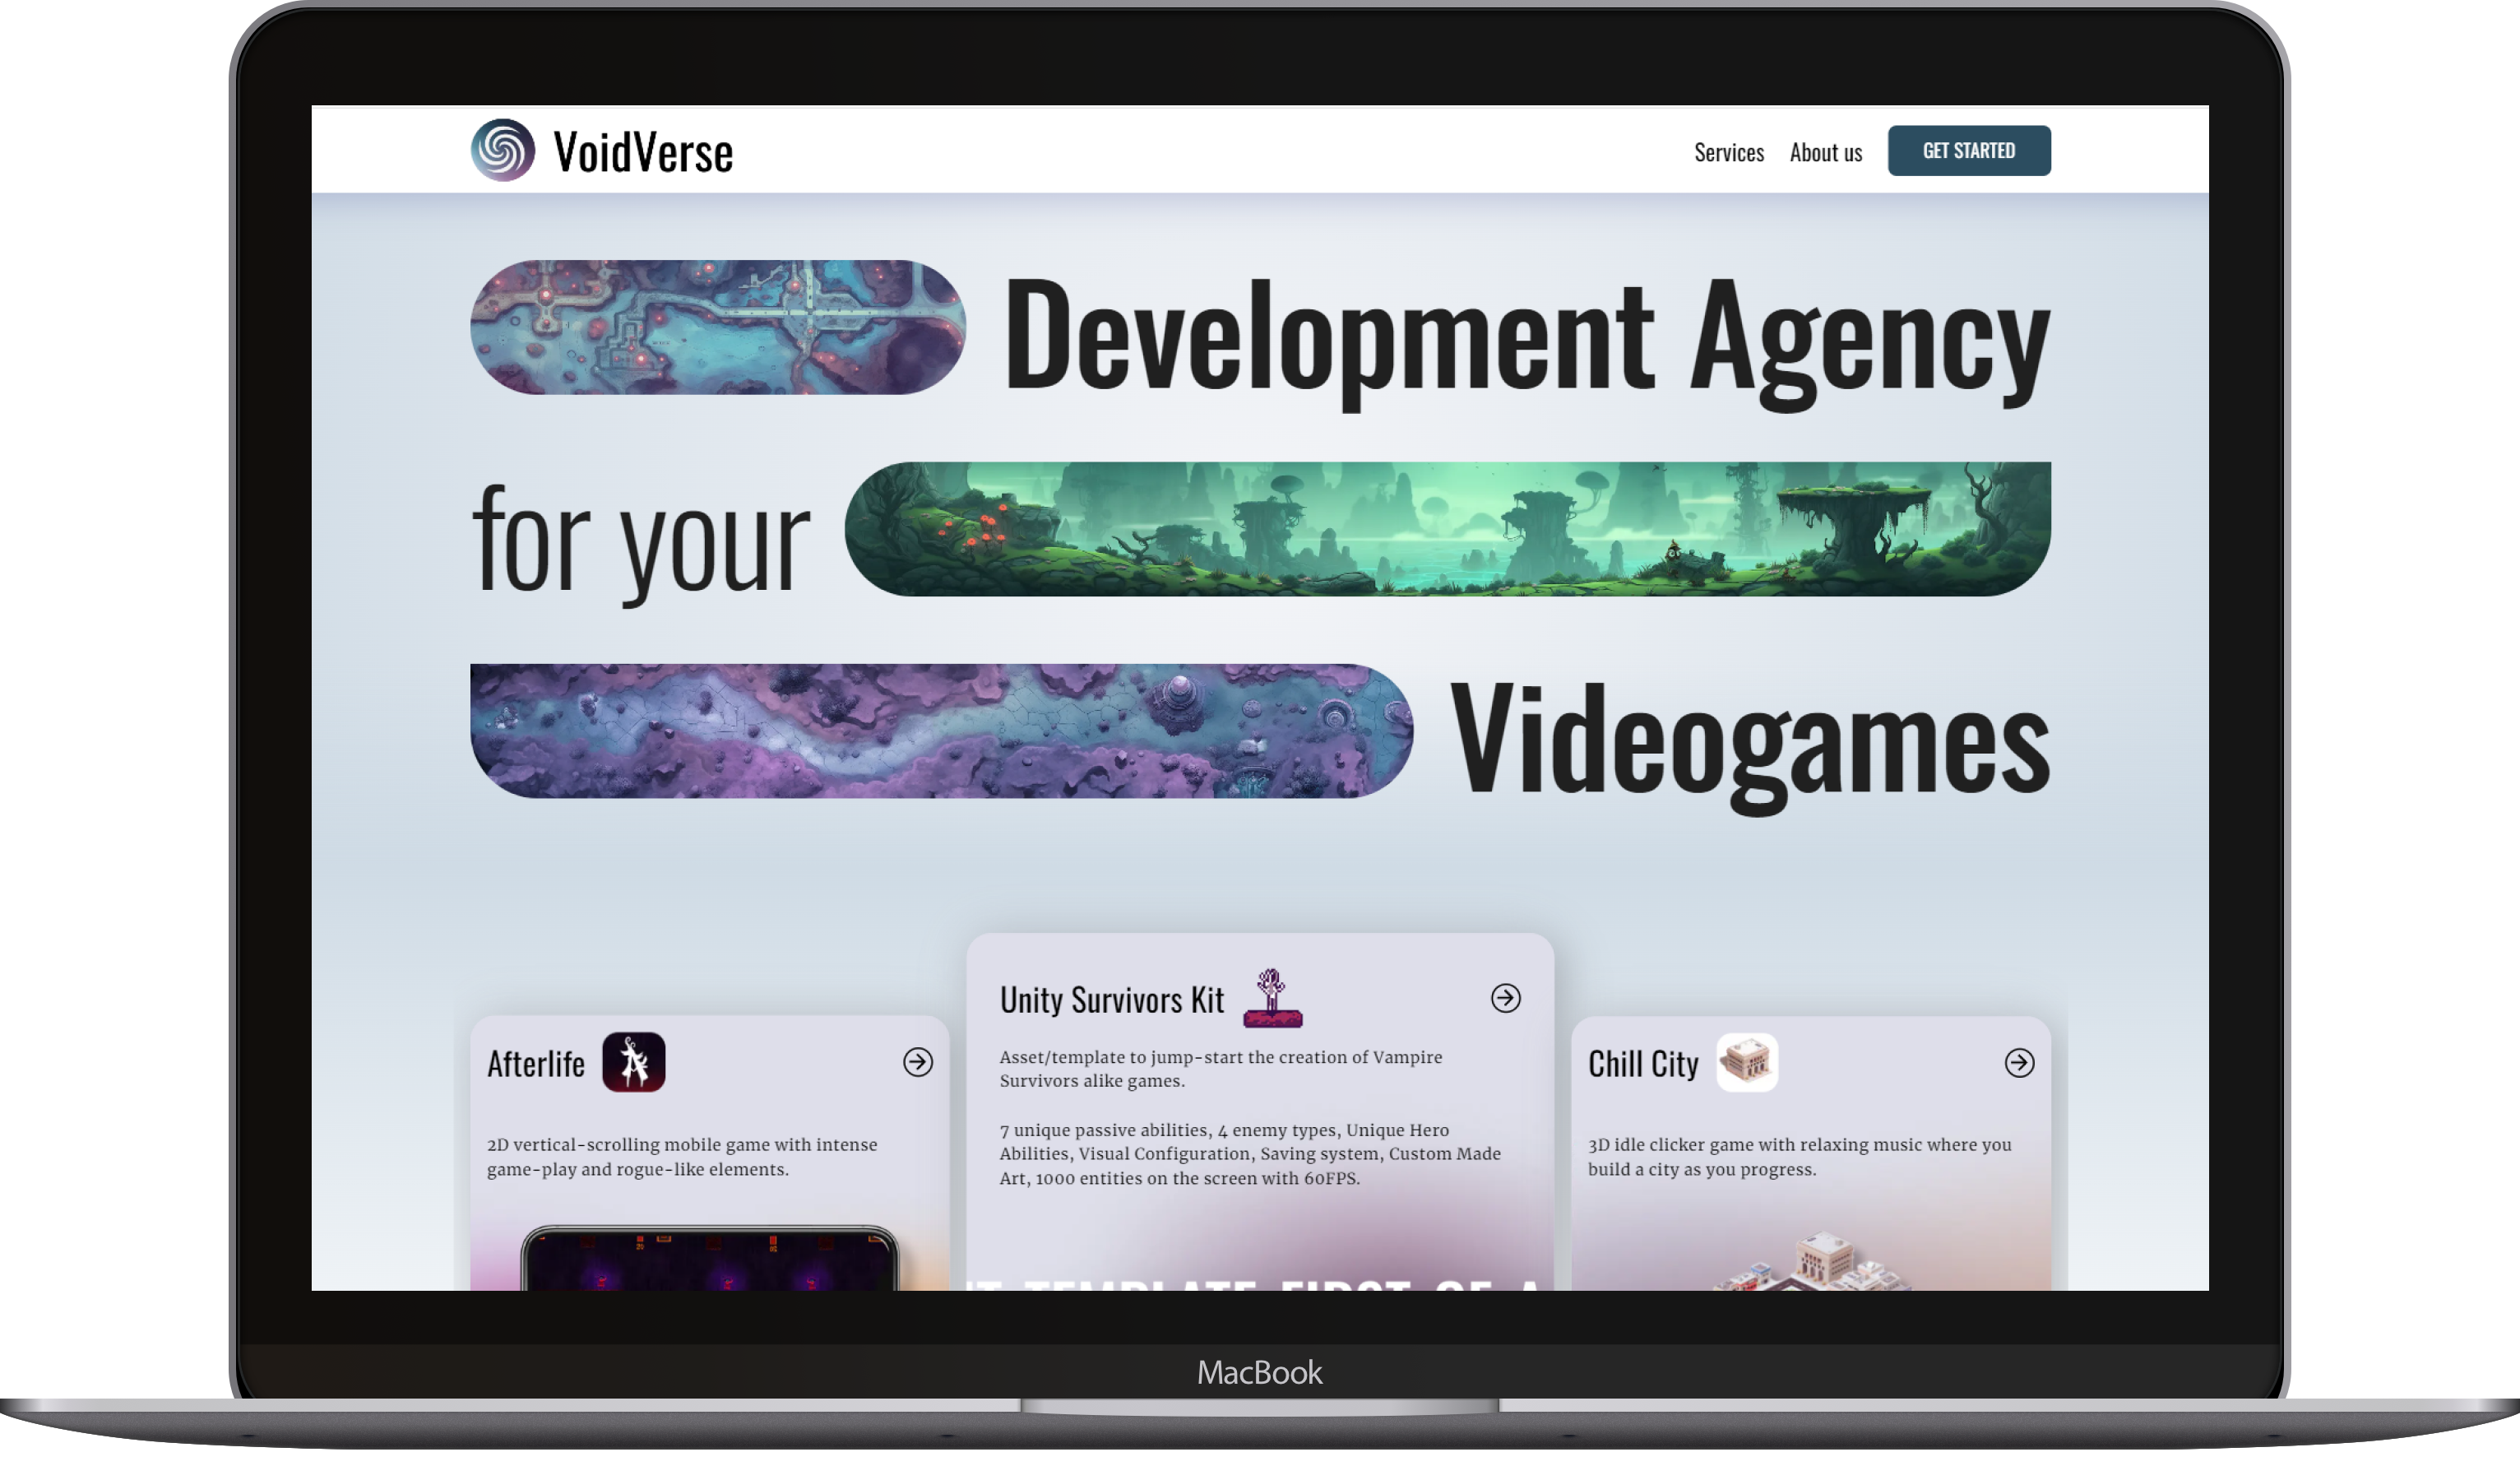 VoidVerse
Services
About us
GET STARTED
Development Agency
for your
Videogames
Afterlife
2D vertical-scrolling mobile game with intense
game-play and rogue-like elements.
Unity Survivors Kit
Asset/template to jump-start the creation of Vampire
Survivors alike games.
7 unique passive abilities, 4 enemy types, Unique Hero
Abilities, Visual Configuration, Saving system, Custom Made
Art, 1000 entities on the screen with 60FPS.
TEMPLATE FIRST OF A
Chill City
3D idle clicker game with relaxing music where you
build a city as you progress.
MacBook